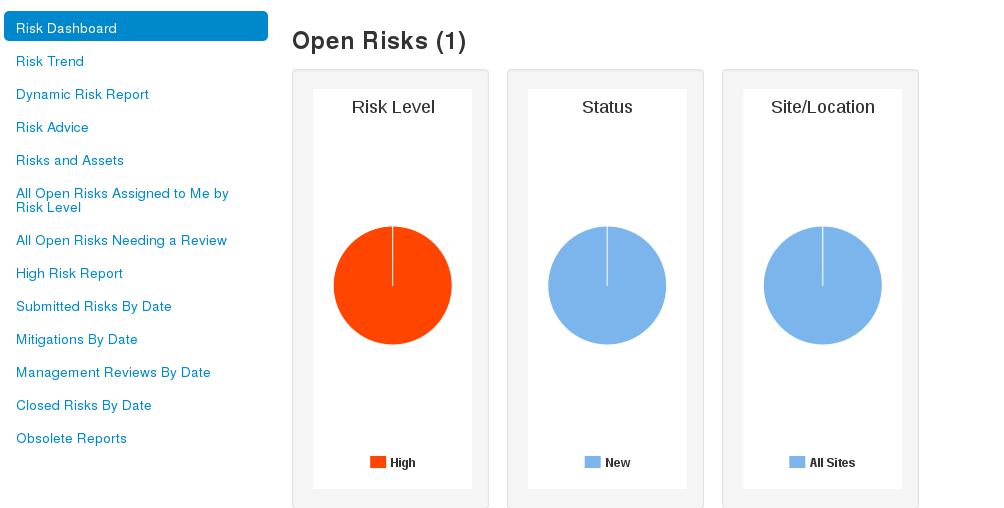 Risk Dashboard
Risk Trend
Dynamic Risk Report
Risk Advice
Risks and Assets
All Open Risks Assigned to Me by
Risk Level
All Open Risks Needing a Review
High Risk Report
Submitted Risks By Date
Mitigations By Date
Management Reviews By Date
Closed Risks By Date
Obsolete Reports
Open Risks (1)
Risk Level
High
Status
New
Site/Location
All Sites